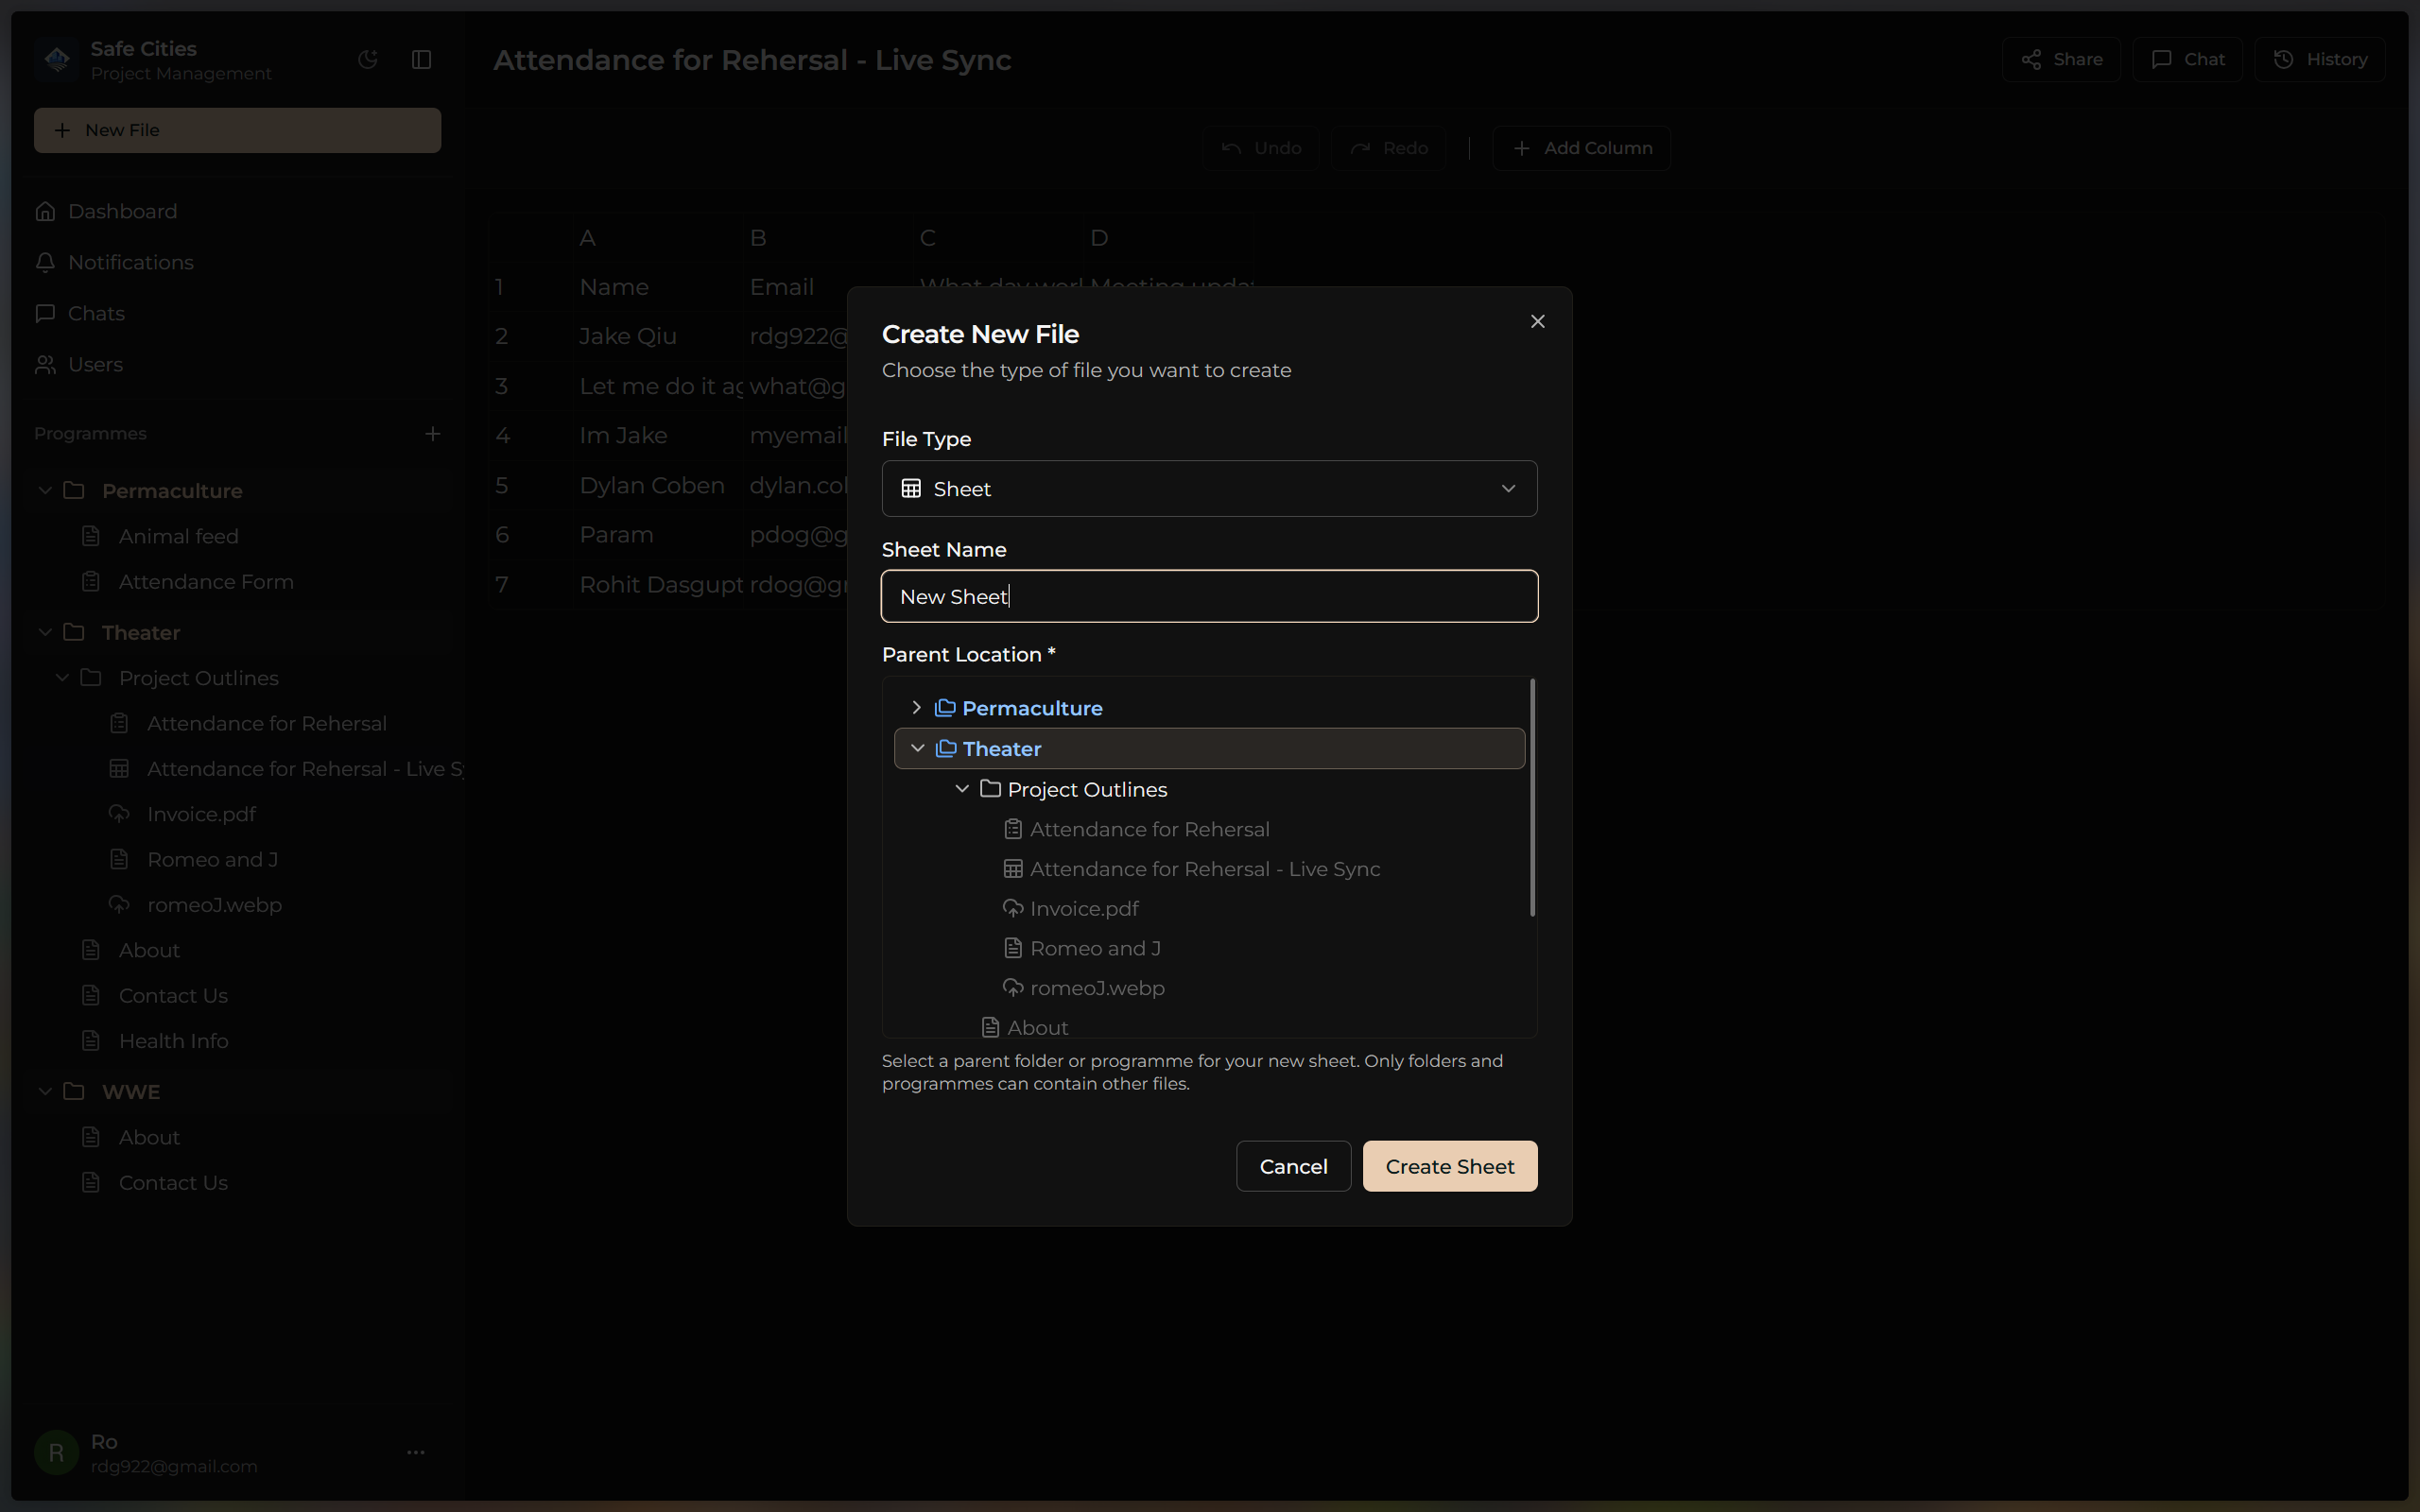 Safe Cities
Project Management
New File
Dashboard
Notifications
Chats
Users
Programmes
Permaculture
Animal feed
Attendance Form
Theater
Project Outlines
Attendance for Rehersal
Attendance for Rehersal - Live Sy
Invoice.pdf
Romeo and J
romeoJ.webp
About
Contact Us
Health Info
WWE
About
Contact Us
R
Ro
rdg922@gmail.com
Attendance for Rehersal - Live Sync
Share
Chat
History
Undo
Redo
Add Column
A B C D
1 Name Email What day worl Meeting updat
2 Jake Qiu rdg922@
3 Let me do it ag what@g
4 Im Jake myemail
5 Dylan Coben dylan.col
6 Param pdog@g
7 Rohit Dasgupt rdog@gr
Create New File
Choose the type of file you want to create
File Type
Sheet
Sheet Name
New Sheet
Parent Location *
Permaculture
Theater
Project Outlines
Attendance for Rehersal
Attendance for Rehersal - Live Sync
Invoice.pdf
Romeo and J
romeoJ.webp
About
Select a parent folder or programme for your new sheet. Only folders and
programmes can contain other files.
Cancel
Create Sheet